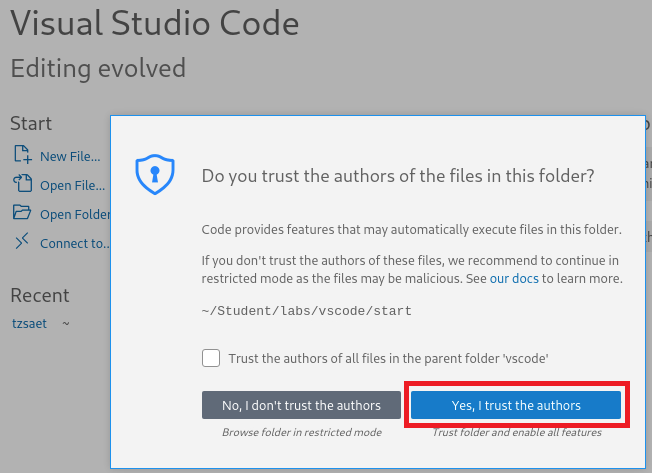 Visual Studio Code
Editing evolved
Start
New File...
Open File...
Open Folder
Connect to...
Recent
tzsaet ~
Do you trust the authors of the files in this folder?
Code provides features that may automatically execute files in this folder.
If you don't trust the authors of these files, we recommend to continue in
restricted mode as the files may be malicious. See our docs to learn more.
~/Student/labs/vscode/start
Trust the authors of all files in the parent folder 'vscode'
No, I don't trust the authors
Yes, I trust the authors
Browse folder in restricted mode
Trust folder and enable all features